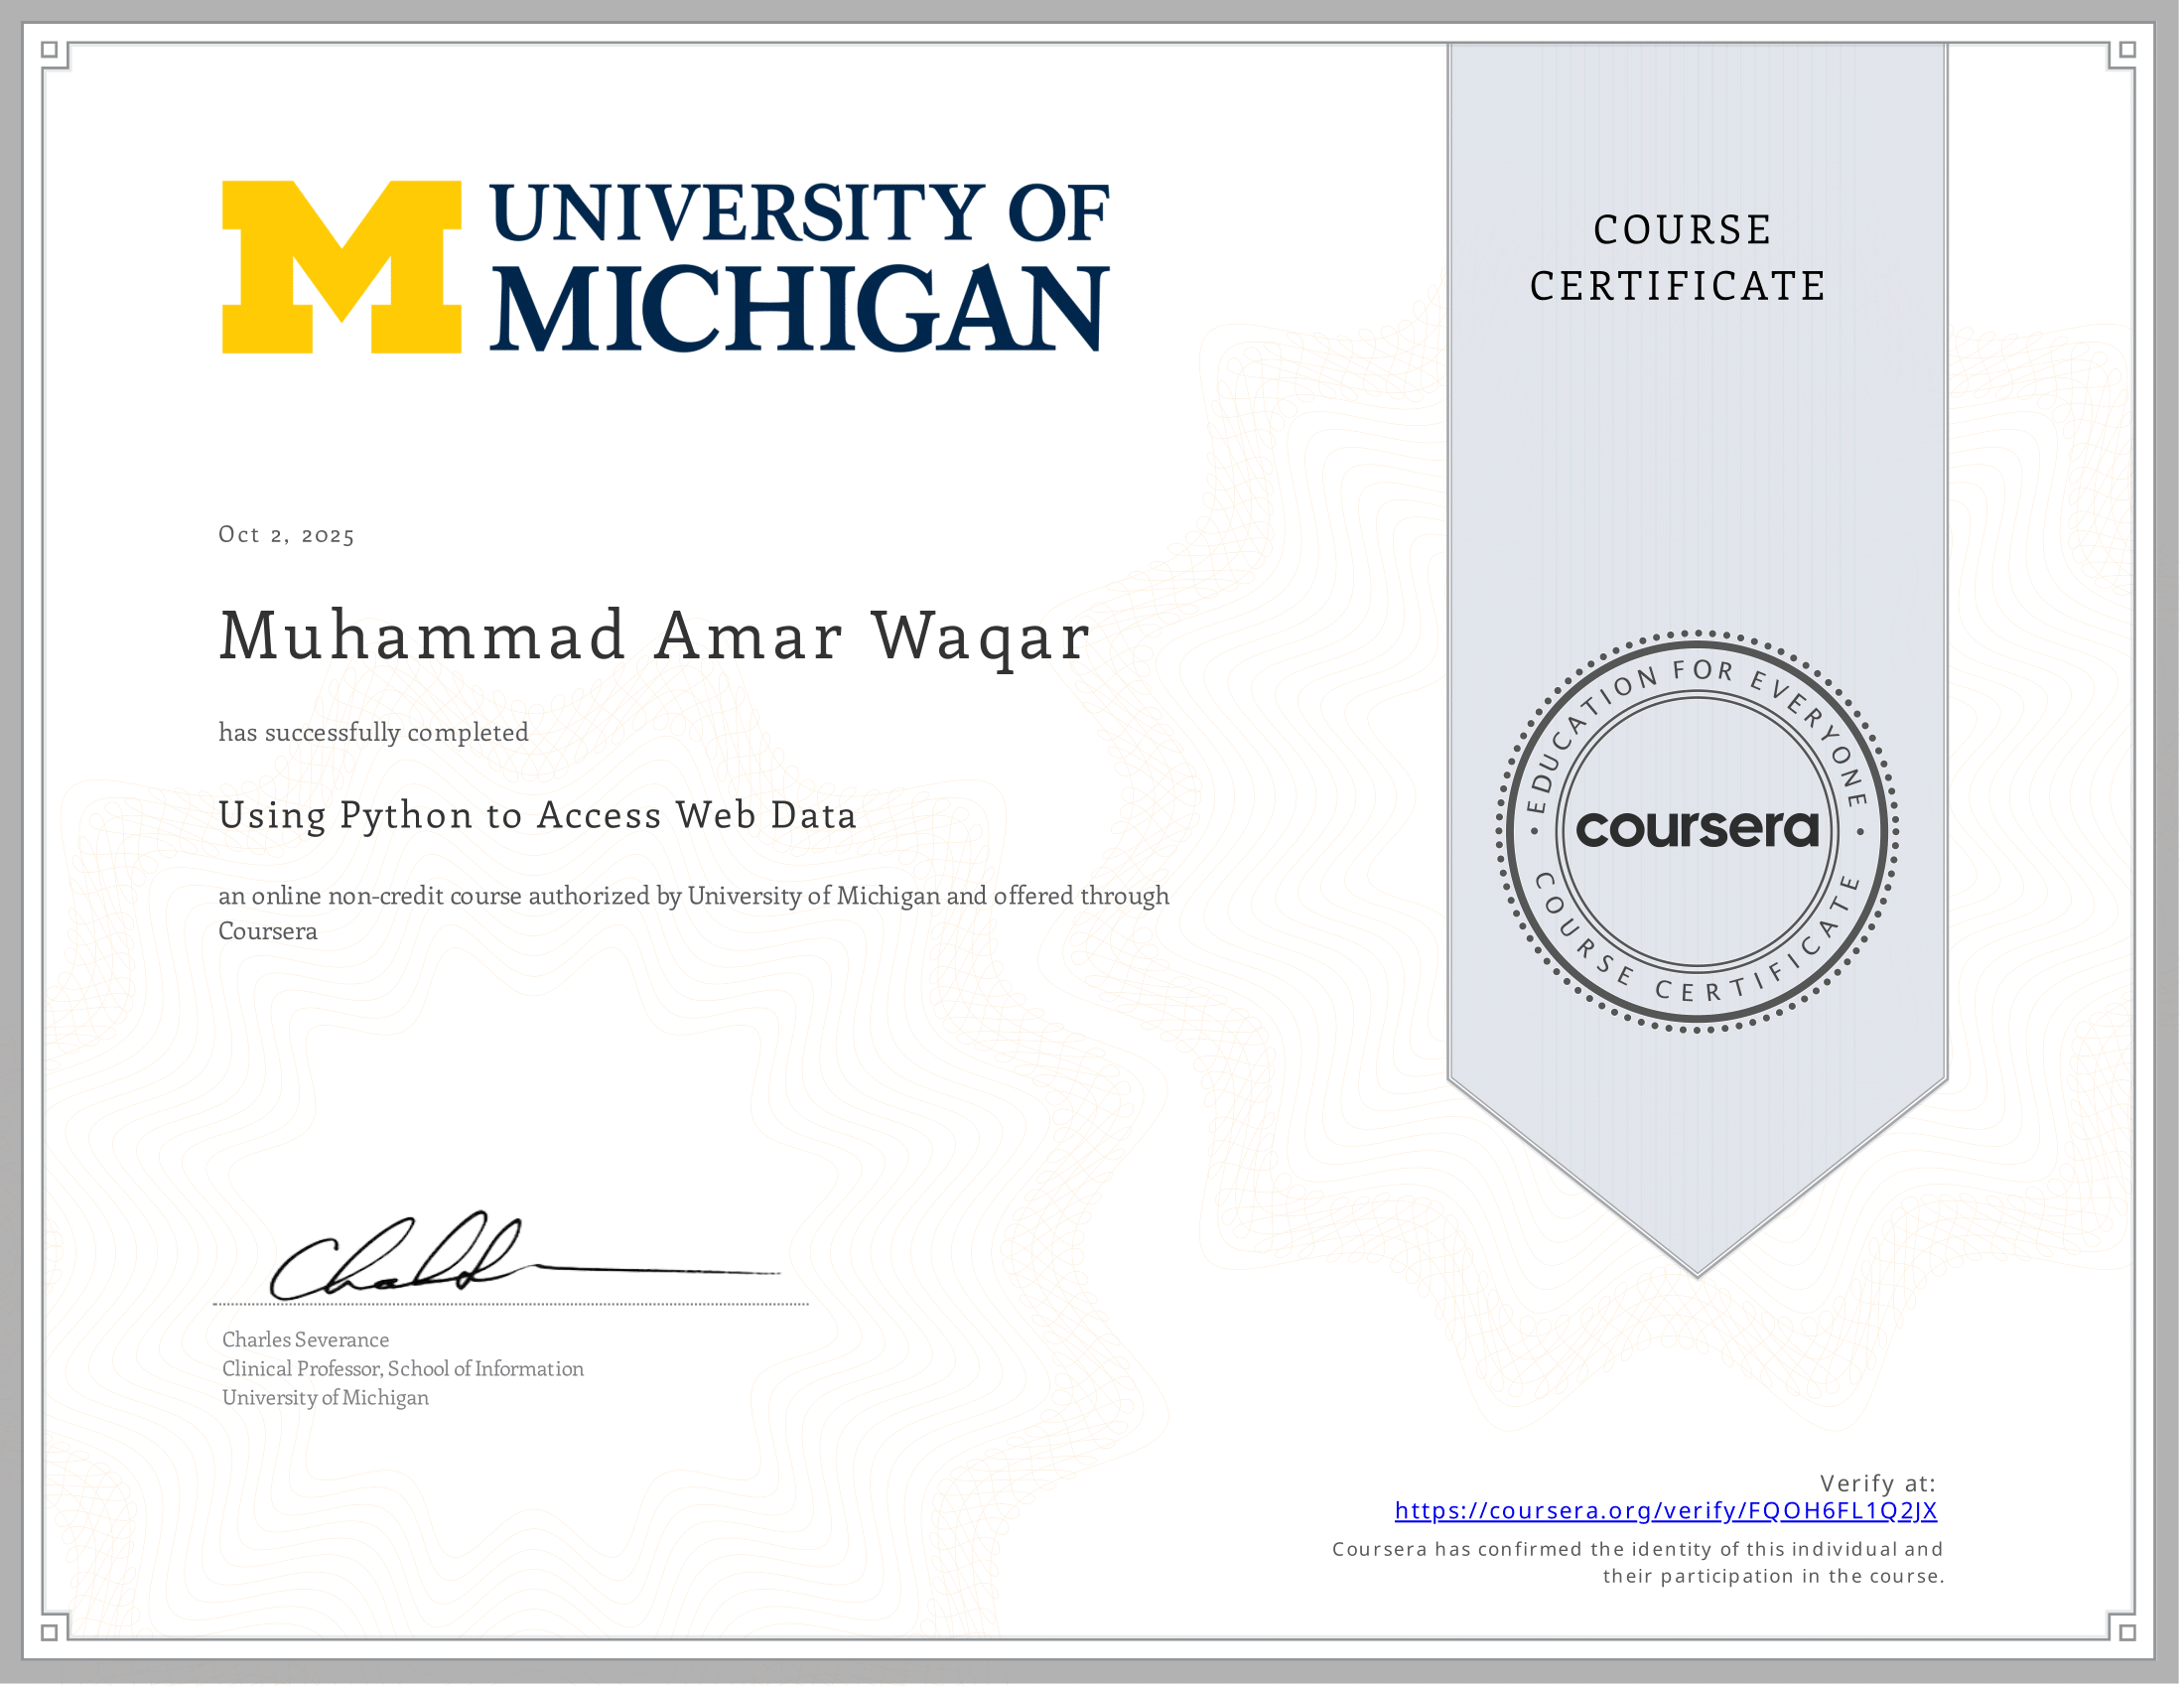 UNIVERSITY OF
MICHIGAN
COURSE
CERTIFICATE
Oct 2, 2025
Muhammad Amar Waqar
has successfully completed
Using Python to Access Web Data
an online non-credit course authorized by University of Michigan and offered through
Coursera
EDUCATION FOR EVERYONE
coursera
COURSE CERTIFICATE
Charles Severance
Clinical Professor, School of Information
University of Michigan
Verify at:
https://coursera.org/verify/FQOH6FL1Q2JX
Coursera has confirmed the identity of this individual and
their participation in the course.